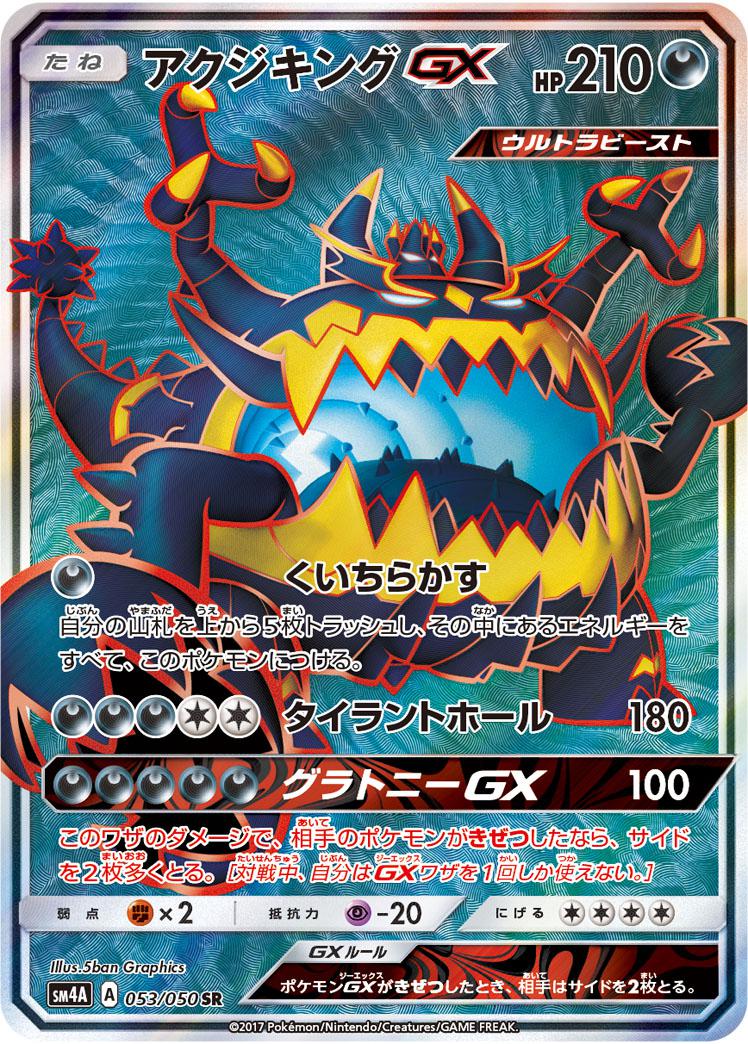 たね アクジキングGX HP210
ウルトラビースト
くいちらかす
自分の山札を上から5枚トラッシュし、その中にあるエネルギーを
すべて、このポケモンにつける。
タイラントホール 180
グラトニーGX 100
このワザのダメージで、相手のポケモンがきぜつしたなら、サイド
を2枚多くとる。[対戦中、自分はGXワザを1回しか使えない。]
弱点 ×2 抵抗力 -20 にげる
GXルール
ポケモンGXがきぜつしたとき、相手はサイドを2枚とる。
Illus.5ban Graphics
SM4A A 053/050 SR
©2017 Pokémon/Nintendo/Creatures/GAME FREAK.